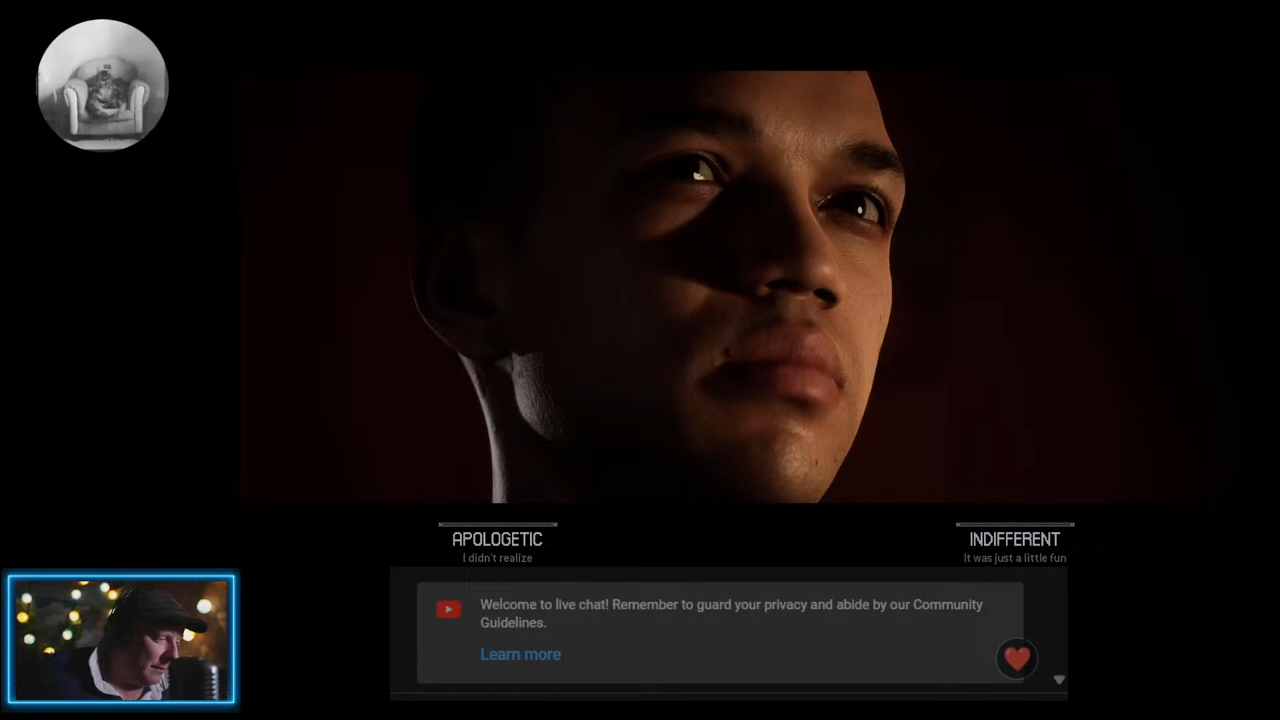 APOLOGETIC
I didn't realize
INDIFFERENT
It was just a little fun
Welcome to live chat! Remember to guard your privacy and abide by our Community
Guidelines.
Learn more